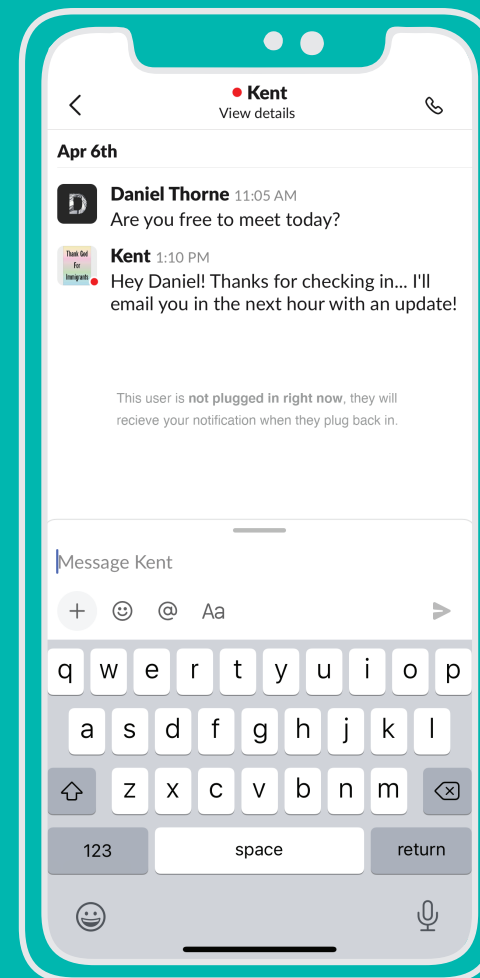 Kent
View details
Apr 6th
D
Daniel Thorne 11:05 AM
Are you free to meet today?
Thank God
For
Immigrants
Kent 1:10 PM
Hey Daniel! Thanks for checking in... I'll
email you in the next hour with an update!
This user is not plugged in right now, they will
recieve your notification when they plug back in.
Message Kent
@ Aa
q w e r t y u i o p
a s d f g h j k l
z x c v b n m
123 space return